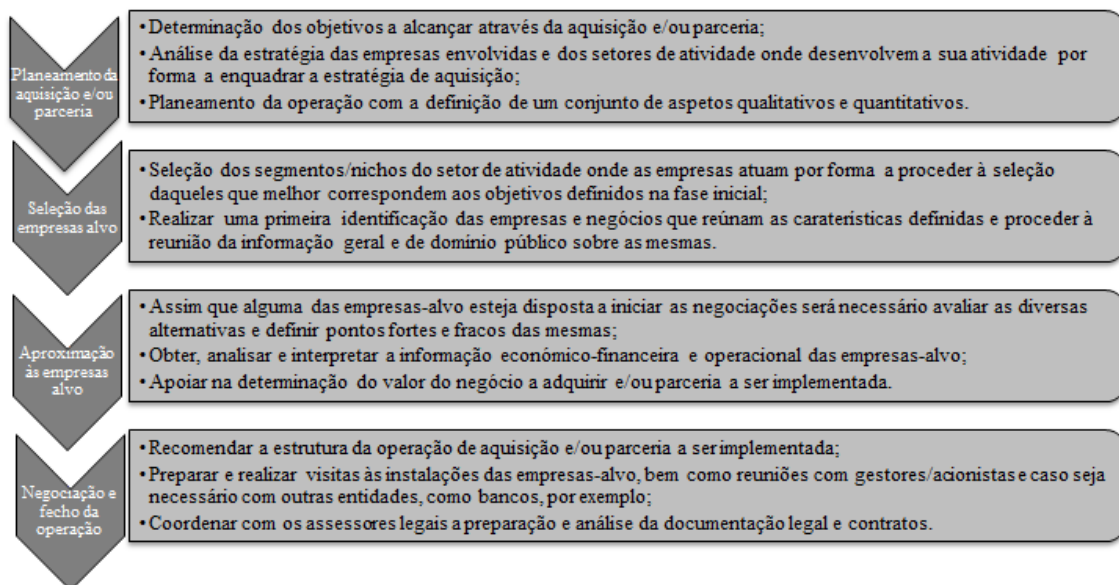 Planeamento da
aquisição e/ou
parceria
• Determinação dos objetivos a alcançar através da aquisição e/ou parceria;
• Análise da estratégia das empresas envolvidas e dos setores de atividade onde desenvolvem a sua atividade por
forma a enquadrar a estratégia de aquisição;
• Planeamento da operação com a definição de um conjunto de aspetos qualitativos e quantitativos.
Seleção das
empresas alvo
• Seleção dos segmentos/nichos do setor de atividade onde as empresas atuam por forma a proceder à seleção
daqueles que melhor correspondem aos objetivos definidos na fase inicial;
• Realizar uma primeira identificação das empresas e negócios que reúnam as caraterísticas definidas e proceder à
reunião da informação geral e de domínio público sobre as mesmas.
Aproximação
às empresas
alvo
• Assim que alguma das empresas-alvo esteja disposta a iniciar as negociações será necessário avaliar as diversas
alternativas e definir pontos fortes e fracos das mesmas;
• Obter, analisar e interpretar a informação económico-financeira e operacional das empresas-alvo;
• Apoiar na determinação do valor do negócio a adquirir e/ou parceria a ser implementada.
Negociação e
fecho da
operação
• Recomendar a estrutura da operação de aquisição e/ou parceria a ser implementada;
• Preparar e realizar visitas às instalações das empresas-alvo, bem como reuniões com gestores/acionistas e caso seja
necessário com outras entidades, como bancos, por exemplo;
• Coordenar com os assessores legais a preparação e análise da documentação legal e contratos.